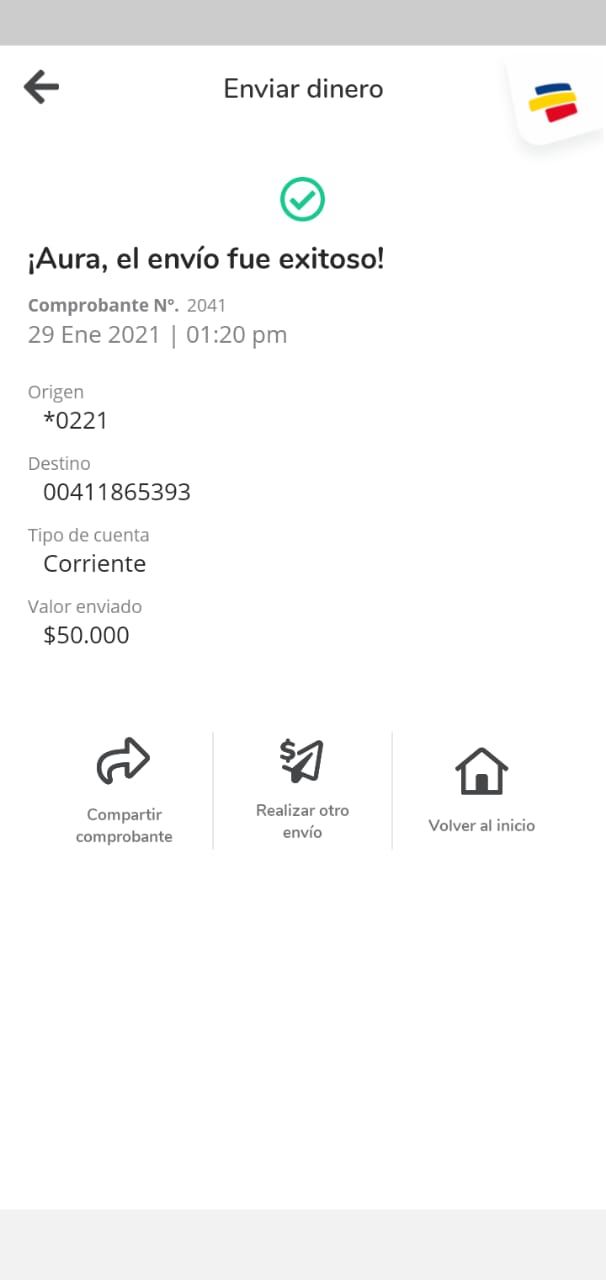 Enviar dinero
¡Aura, el envío fue exitoso!
Comprobante Nº. 2041
29 Ene 2021 | 01:20 pm
Origen
*0221
Destino
00411865393
Tipo de cuenta
Corriente
Valor enviado
$50.000
Compartir
comprobante
Realizar otro
envío
Volver al inicio